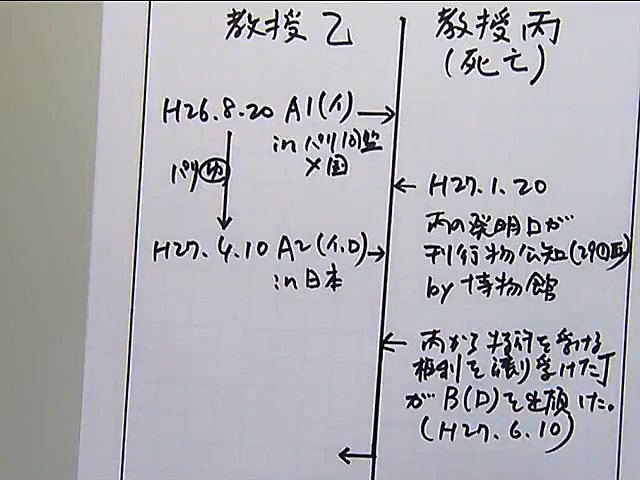 教授乙
教授丙
(死亡)
H26.8.20 A1(イ)
in パリ同盟
X国
パリ優
H27.1.20
丙の発明ロが
刊行物公知(29①三)
by 博物館
H27.4.10 A2(イ,ロ)
in日本
丙から特許を受ける
権利を譲り受けた丁
がB(ロ)を出願した。
(H27.6.10)